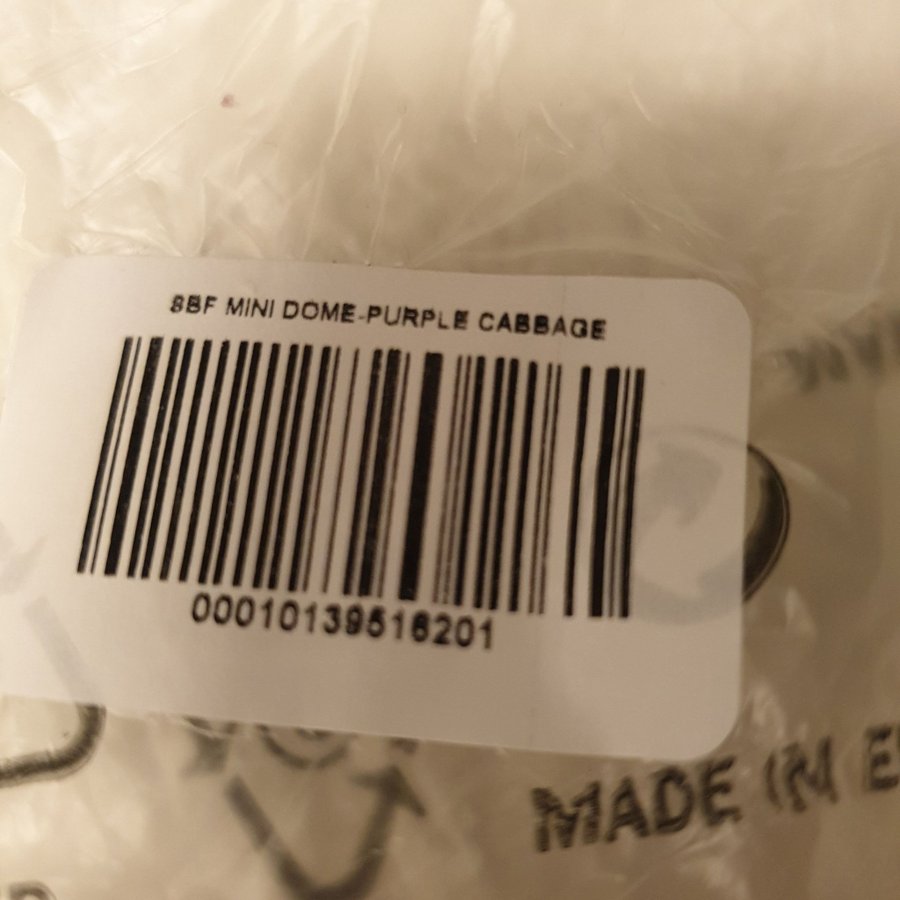 SBF MINI DOME-PURPLE CABBAGE
00010139516201
MADE IN E